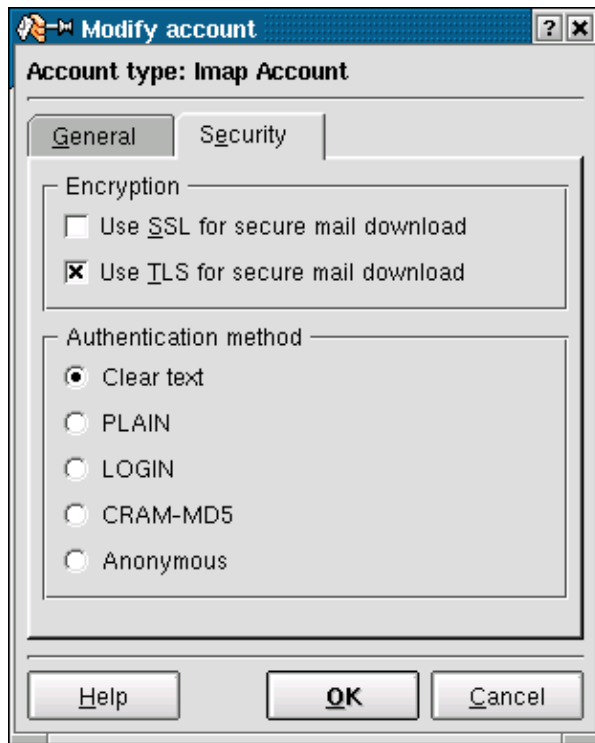 Modify account
?
Account type: Imap Account
General
Security
Encryption
Use SSL for secure mail download
Use TLS for secure mail download
Authentication method
Clear text
PLAIN
LOGIN
CRAM-MD5
Anonymous
Help
OK
Cancel